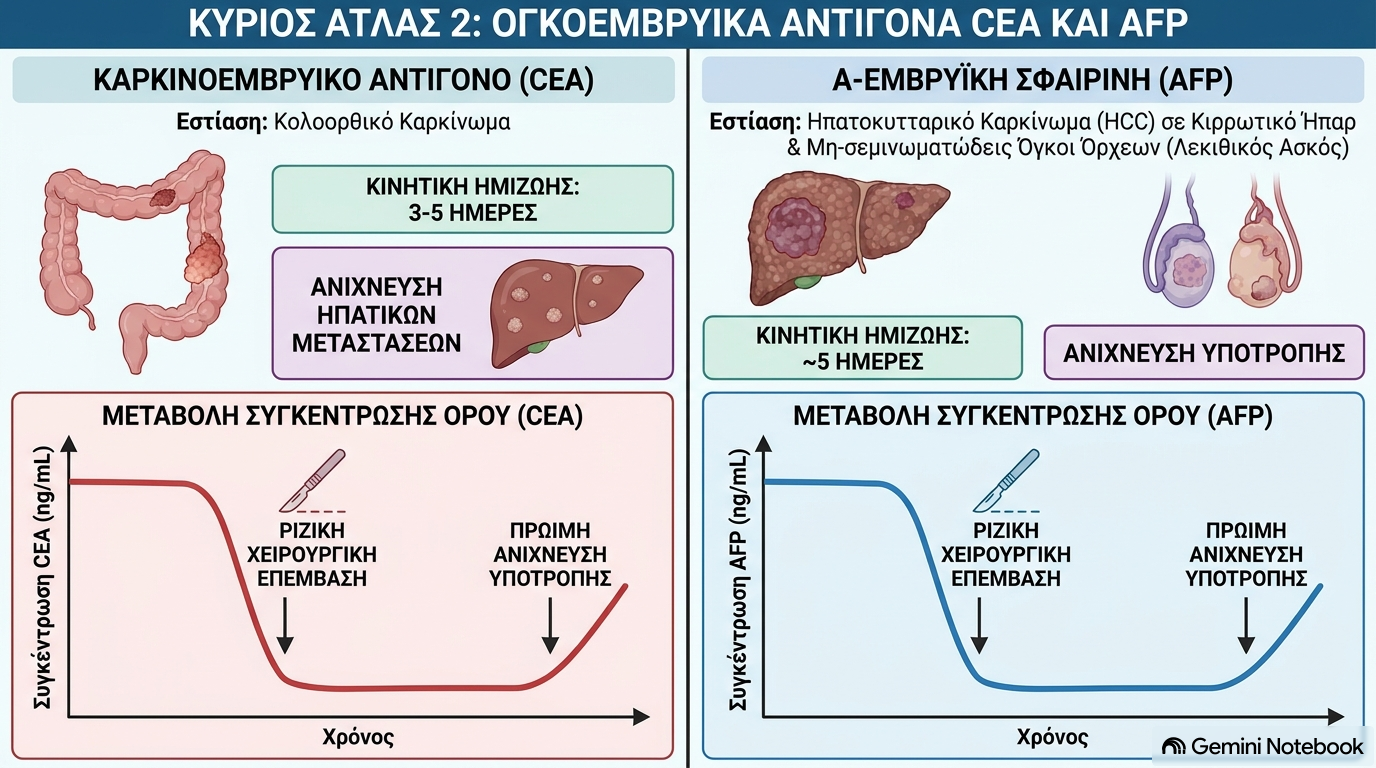 ΚΥΡΙΟΣ ΑΤΛΑΣ 2: ΟΓΚΟΕΜΒΡΥΙΚΑ ΑΝΤΙΓΟΝΑ CEA ΚΑΙ AFP
ΚΑΡΚΙΝΟΕΜΒΡΥΙΚΟ ΑΝΤΙΓΟΝΟ (CEA)
Εστίαση: Κολοορθικό Καρκίνωμα
ΚΙΝΗΤΙΚΗ ΗΜΙΖΩΗΣ:
3-5 ΗΜΕΡΕΣ
ΑΝΙΧΝΕΥΣΗ
ΗΠΑΤΙΚΩΝ
ΜΕΤΑΣΤΑΣΕΩΝ
ΜΕΤΑΒΟΛΗ ΣΥΓΚΕΝΤΡΩΣΗΣ ΟΡΟΥ (CEA)
Συγκέντρωση CEA (ng/mL)
ΡΙΖΙΚΗ
ΧΕΙΡΟΥΡΓΙΚΗ
ΕΠΕΜΒΑΣΗ
ΠΡΩΙΜΗ
ΑΝΙΧΝΕΥΣΗ
ΥΠΟΤΡΟΠΗΣ
Χρόνος
Α-ΕΜΒΡΥΪΚΗ ΣΦΑΙΡΙΝΗ (AFP)
Εστίαση: Ηπατοκυτταρικό Καρκίνωμα (HCC) σε Κιρρωτικό Ήπαρ
& Μη-σεμινωματώδεις Όγκοι Όρχεων (Λεκιθικός Ασκός)
ΚΙΝΗΤΙΚΗ ΗΜΙΖΩΗΣ:
~5 ΗΜΕΡΕΣ
ΑΝΙΧΝΕΥΣΗ ΥΠΟΤΡΟΠΗΣ
ΜΕΤΑΒΟΛΗ ΣΥΓΚΕΝΤΡΩΣΗΣ ΟΡΟΥ (AFP)
Συγκέντρωση AFP (ng/mL)
ΡΙΖΙΚΗ
ΧΕΙΡΟΥΡΓΙΚΗ
ΕΠΕΜΒΑΣΗ
ΠΡΩΙΜΗ
ΑΝΙΧΝΕΥΣΗ
ΥΠΟΤΡΟΠΗΣ
Χρόνος
Gemini Notebook